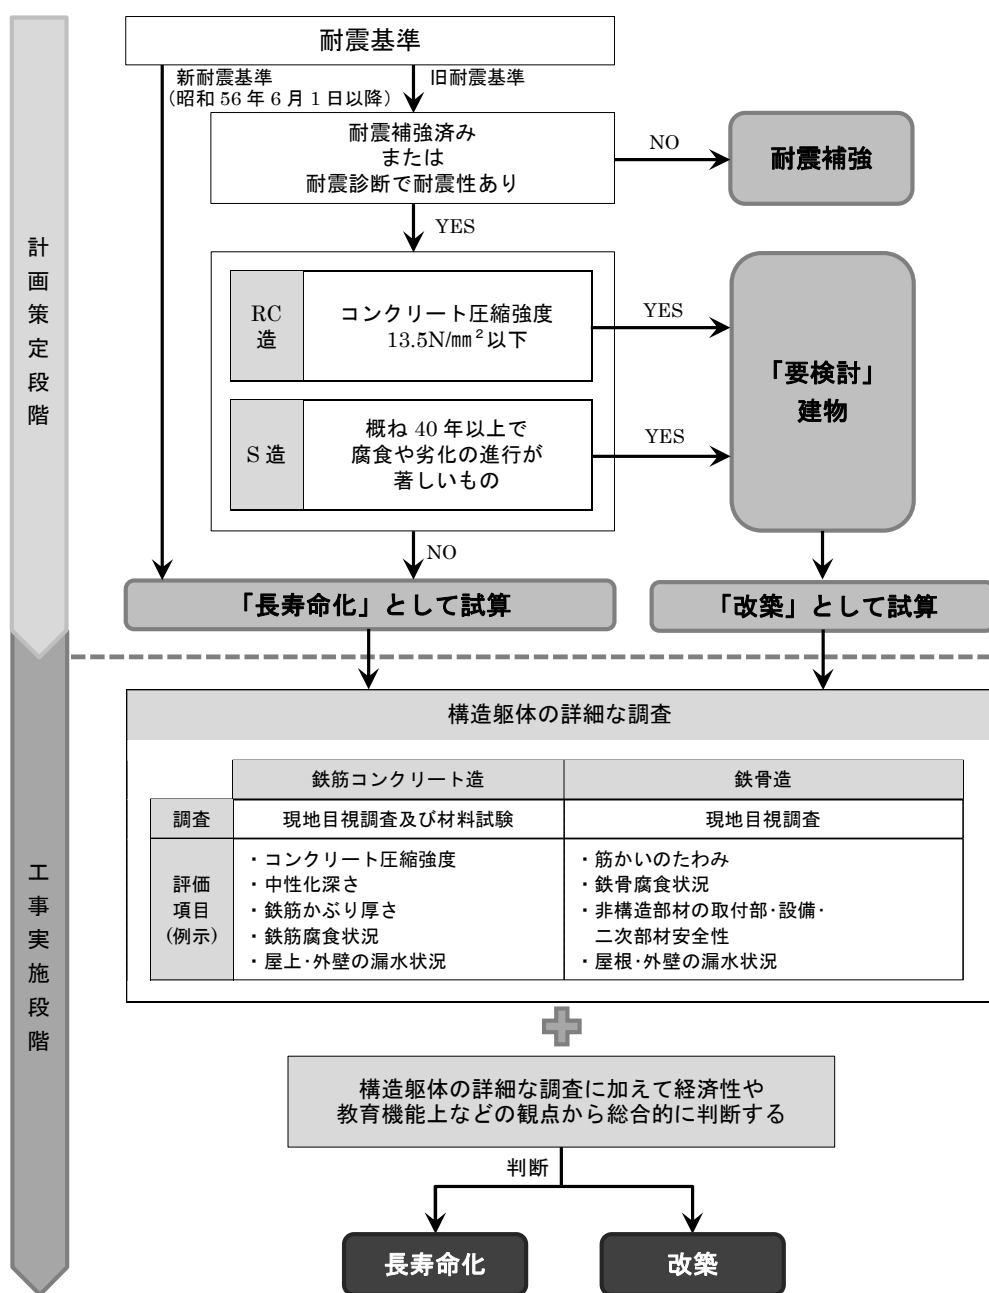 計画策定段階
耐震基準
新耐震基準
（昭和 56 年 6 月 1 日以降）
旧耐震基準
耐震補強済み
または
耐震診断で耐震性あり
NO
耐震補強
YES
RC
造
コンクリート圧縮強度
13.5N/㎜²以下
YES
S 造
概ね 40 年以上で
腐食や劣化の進行が
著しいもの
YES
「要検討」
建物
NO
「長寿命化」として試算
「改築」として試算
工事実施段階
構造躯体の詳細な調査
鉄筋コンクリート造
鉄骨造
調査
現地目視調査及び材料試験
現地目視調査
評価
項目
(例示)
・コンクリート圧縮強度
・中性化深さ
・鉄筋かぶり厚さ
・鉄筋腐食状況
・屋上･外壁の漏水状況
・筋かいのたわみ
・鉄骨腐食状況
・非構造部材の取付部･設備･
二次部材安全性
・屋根･外壁の漏水状況
構造躯体の詳細な調査に加えて経済性や
教育機能上などの観点から総合的に判断する
判断
長寿命化
改築